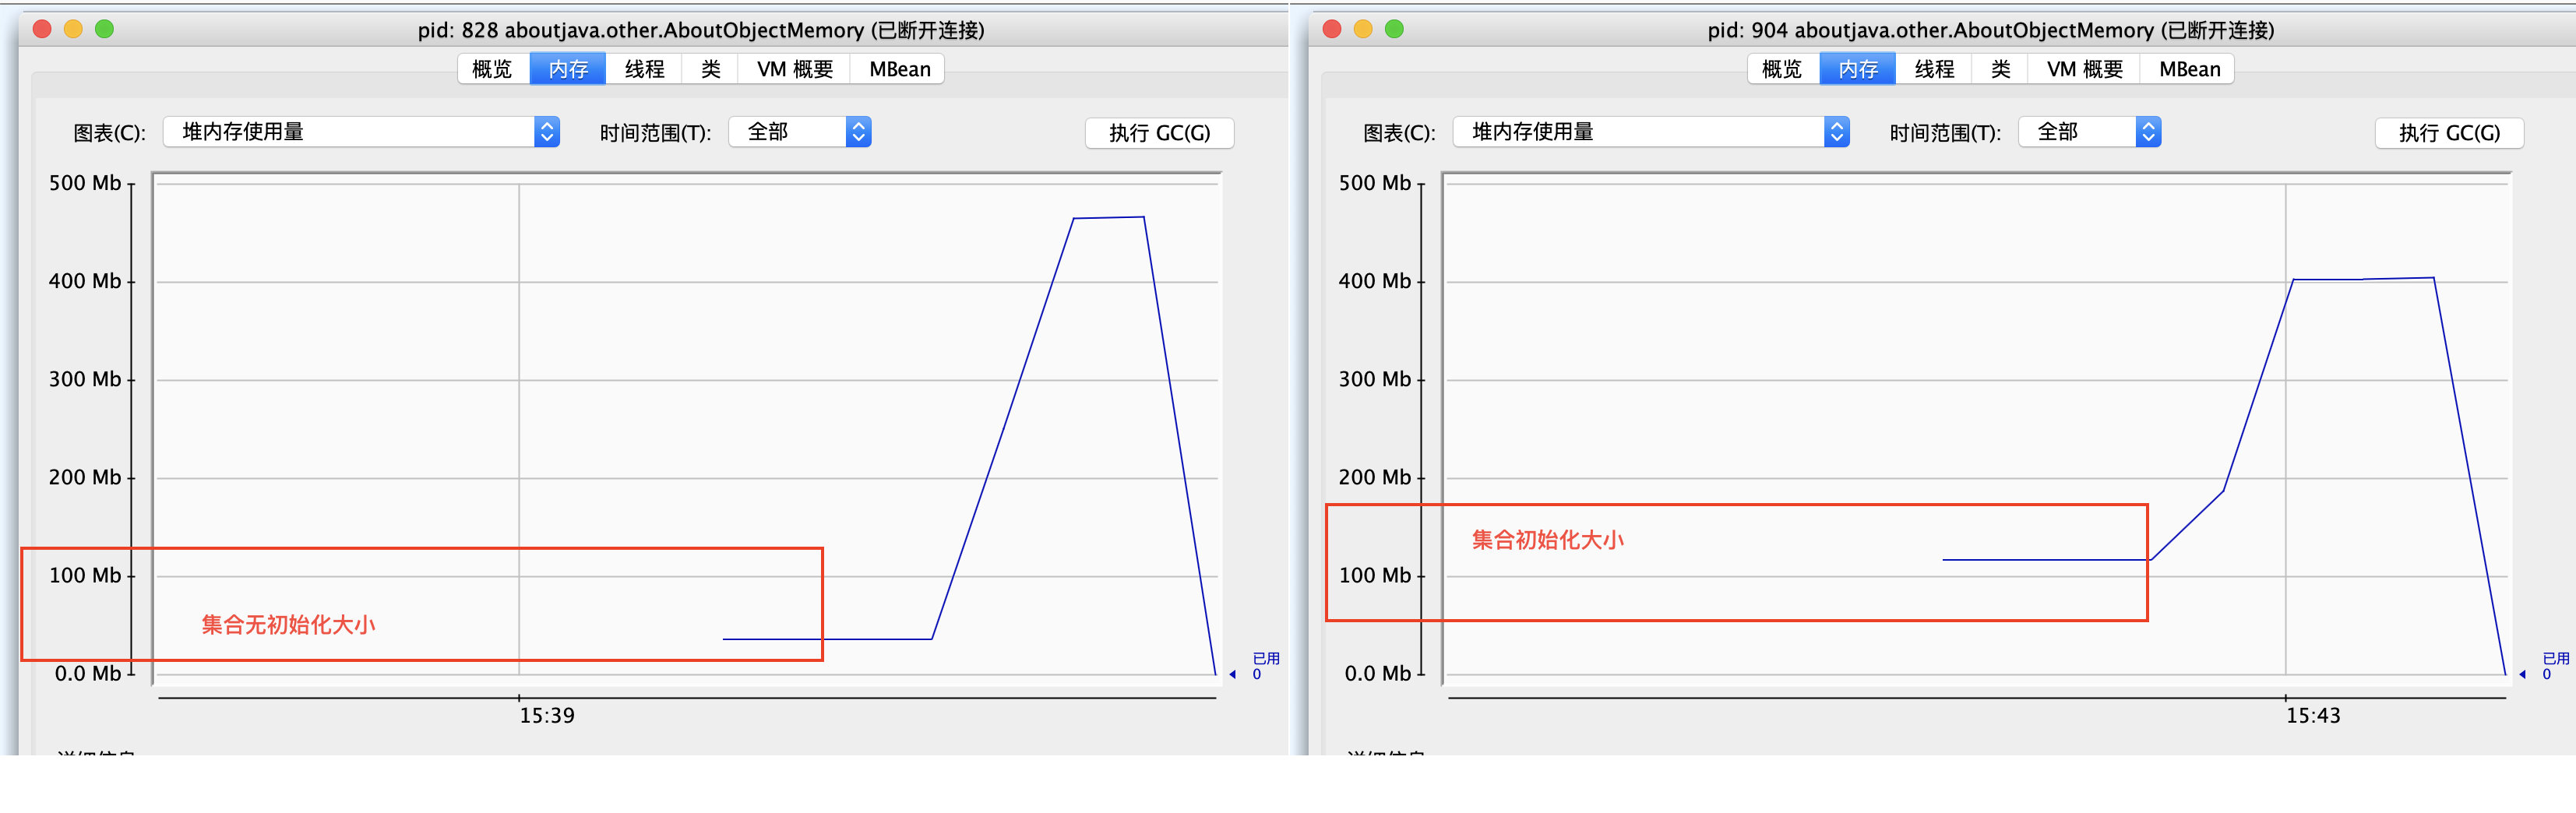 pid: 828 aboutjava.other.AboutObjectMemory (已断开连接)
概览 内存 线程 类 VM 概要 MBean
图表(C): 堆内存使用量 时间范围(T): 全部 执行 GC(G)
500 Mb
400 Mb
300 Mb
200 Mb
100 Mb
集合无初始化大小
0.0 Mb
已用
0
15:39
pid: 904 aboutjava.other.AboutObjectMemory (已断开连接)
概览 内存 线程 类 VM 概要 MBean
图表(C): 堆内存使用量 时间范围(T): 全部 执行 GC(G)
500 Mb
400 Mb
300 Mb
200 Mb
集合初始化大小
100 Mb
0.0 Mb
已用
0
15:43